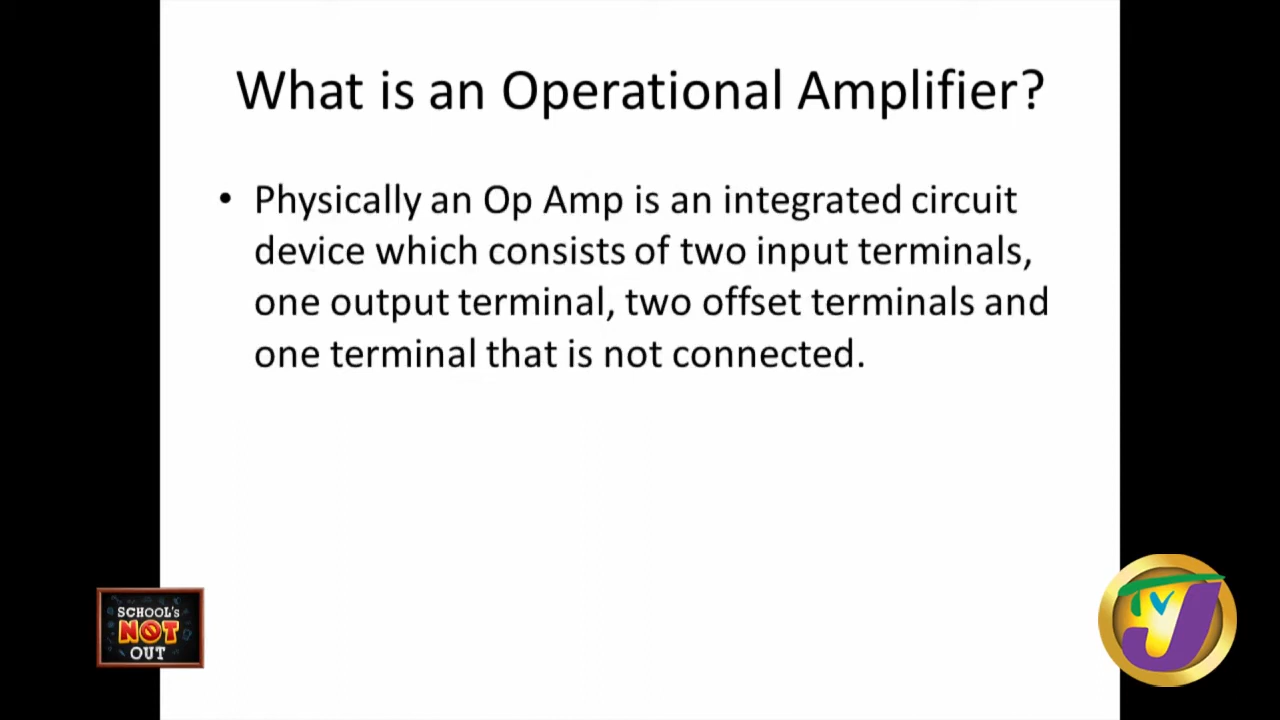 What is an Operational Amplifier?
• Physically an Op Amp is an integrated circuit
device which consists of two input terminals,
one output terminal, two offset terminals and
one terminal that is not connected.
SCHOOL's
NOT
OUT
TVJ